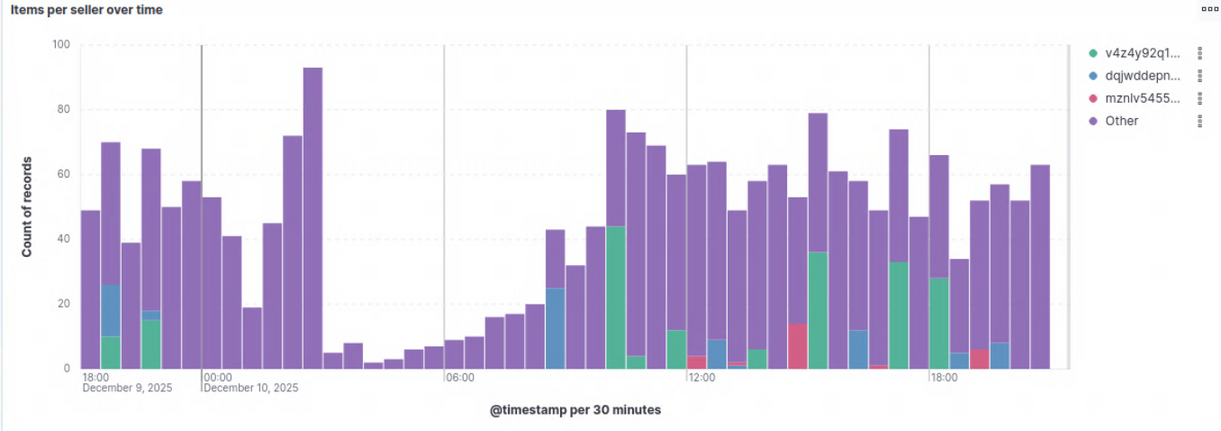 Items per seller over time
100
80
60
40
20
0
Count of records
18:00 00:00 06:00 12:00 18:00
December 9, 2025 December 10, 2025
@timestamp per 30 minutes
v4z4y92q1...
dqjwddepn...
mznlv5455...
Other